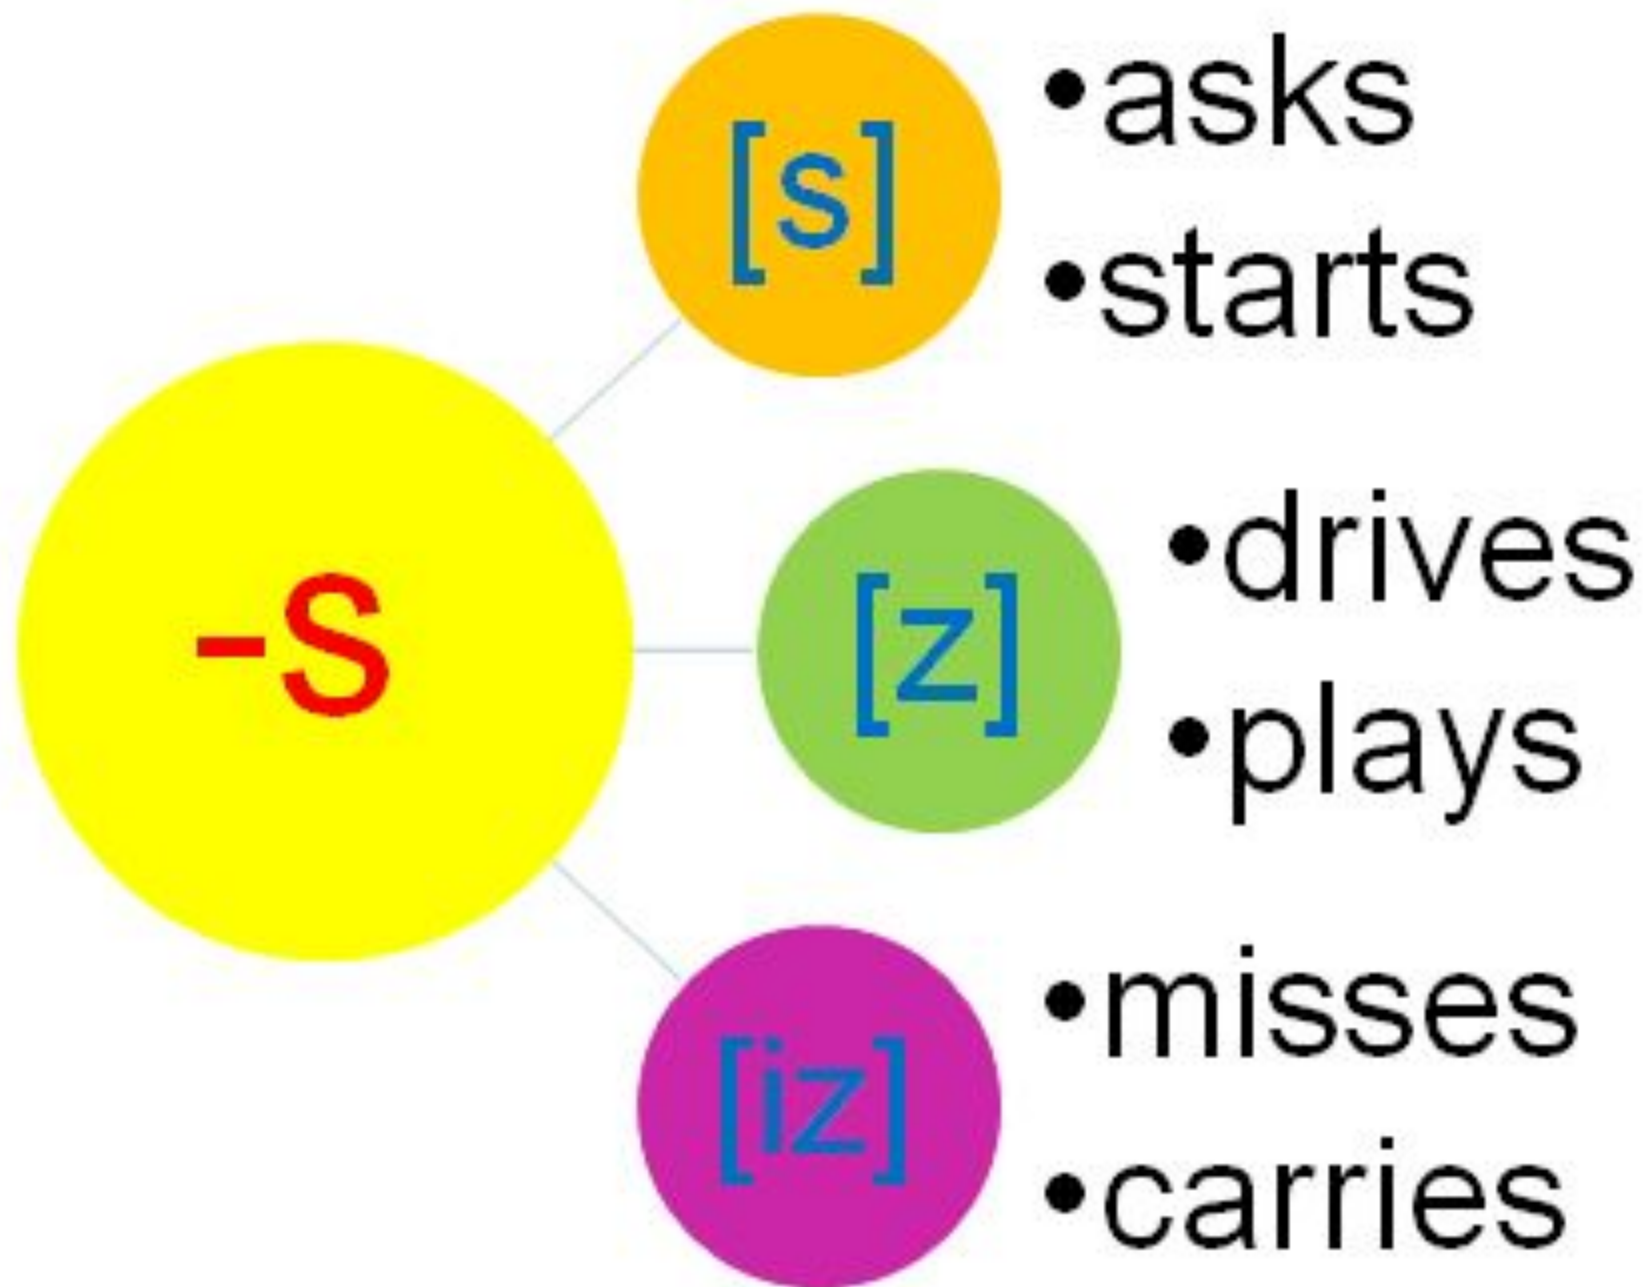 -s
[s]
•asks
•starts
[z]
•drives
•plays
[iz]
•misses
•carries